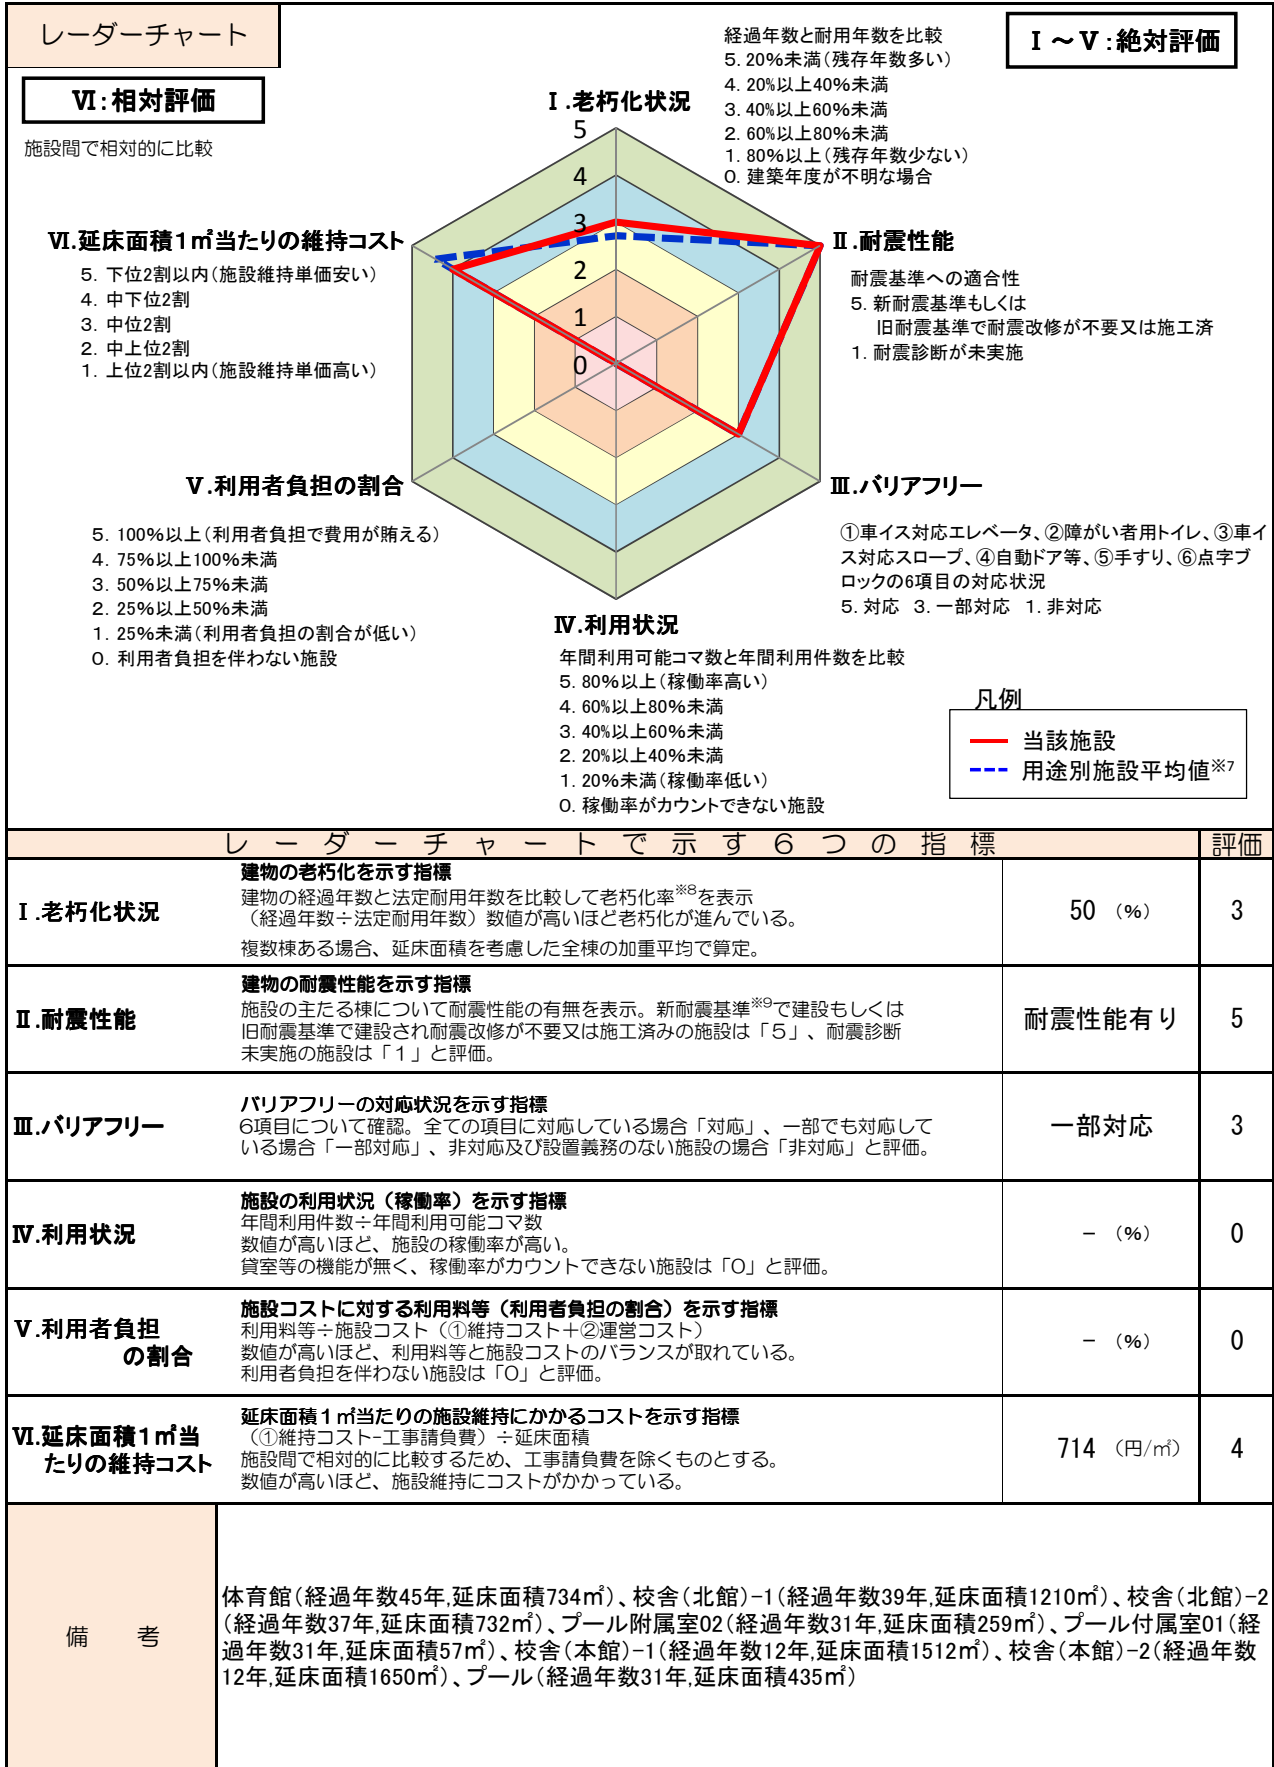 レーダーチャート
Ⅰ～Ⅴ:絶対評価
Ⅵ:相対評価
施設間で相対的に比較
経過年数と耐用年数を比較
5. 20%未満(残存年数多い)
4. 20%以上40%未満
3. 40%以上60%未満
2. 60%以上80%未満
1. 80%以上(残存年数少ない)
0. 建築年度が不明な場合
Ⅰ.老朽化状況
5
4
3
2
1
0
Ⅱ.耐震性能
耐震基準への適合性
5. 新耐震基準もしくは
旧耐震基準で耐震改修が不要又は施工済
1. 耐震診断が未実施
Ⅵ.延床面積1㎡当たりの維持コスト
5. 下位2割以内(施設維持単価安い)
4. 中下位2割
3. 中位2割
2. 中上位2割
1. 上位2割以内(施設維持単価高い)
Ⅴ.利用者負担の割合
5. 100%以上(利用者負担で費用が賄える)
4. 75%以上100%未満
3. 50%以上75%未満
2. 25%以上50%未満
1. 25%未満(利用者負担の割合が低い)
0. 利用者負担を伴わない施設
Ⅲ.バリアフリー
①車イス対応エレベータ、②障がい者用トイレ、③車イ
ス対応スロープ、④自動ドア等、⑤手すり、⑥点字ブ
ロックの6項目の対応状況
5. 対応 3. 一部対応 1. 非対応
Ⅳ.利用状況
年間利用可能コマ数と年間利用件数を比較
5. 80%以上(稼働率高い)
4. 60%以上80%未満
3. 40%以上60%未満
2. 20%以上40%未満
1. 20%未満(稼働率低い)
0. 稼働率がカウントできない施設
凡例
当該施設
用途別施設平均値※7
レーダーチャートで示す6つの指標 評価
Ⅰ.老朽化状況
建物の老朽化を示す指標
建物の経過年数と法定耐用年数を比較して老朽化率※8を表示
（経過年数÷法定耐用年数）数値が高いほど老朽化が進んでいる。
複数棟ある場合、延床面積を考慮した全棟の加重平均で算定。
50 (%) 3
Ⅱ.耐震性能
建物の耐震性能を示す指標
施設の主たる棟について耐震性能の有無を表示。新耐震基準※9で建設もしくは
旧耐震基準で建設され耐震改修が不要又は施工済みの施設は「5」、耐震診断
未実施の施設は「1」と評価。
耐震性能有り 5
Ⅲ.バリアフリー
バリアフリーの対応状況を示す指標
6項目について確認。全ての項目に対応している場合「対応」、一部でも対応して
いる場合「一部対応」、非対応及び設置義務のない施設の場合「非対応」と評価。
一部対応 3
Ⅳ.利用状況
施設の利用状況（稼働率）を示す指標
年間利用件数÷年間利用可能コマ数
数値が高いほど、施設の稼働率が高い。
貸室等の機能が無く、稼働率がカウントできない施設は「0」と評価。
- (%) 0
Ⅴ.利用者負担
の割合
施設コストに対する利用料等（利用者負担の割合）を示す指標
利用料等÷施設コスト（①維持コスト＋②運営コスト）
数値が高いほど、利用料等と施設コストのバランスが取れている。
利用者負担を伴わない施設は「0」と評価。
- (%) 0
Ⅵ.延床面積1㎡当
たりの維持コスト
延床面積1㎡当たりの施設維持にかかるコストを示す指標
（①維持コスト-工事請負費）÷延床面積
施設間で相対的に比較するため、工事請負費を除くものとする。
数値が高いほど、施設維持にコストがかかっている。
714 (円/㎡) 4
備 考
体育館(経過年数45年,延床面積734㎡)、校舎(北館)-1(経過年数39年,延床面積1210㎡)、校舎(北館)-2
(経過年数37年,延床面積732㎡)、プール附属室02(経過年数31年,延床面積259㎡)、プール付属室01(経
過年数31年,延床面積57㎡)、校舎(本館)-1(経過年数12年,延床面積1512㎡)、校舎(本館)-2(経過年数
12年,延床面積1650㎡)、プール(経過年数31年,延床面積435㎡)